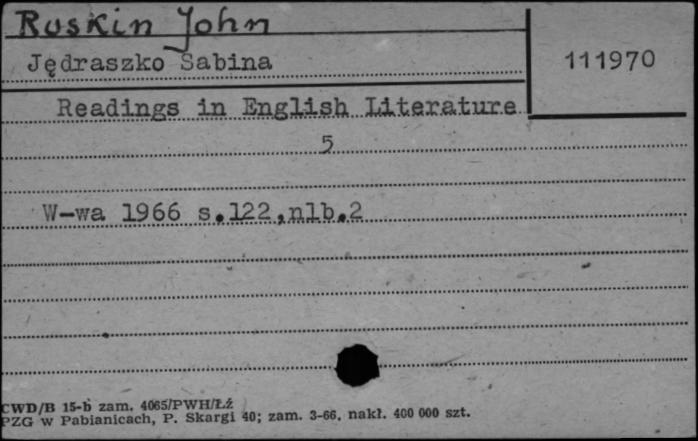 Ruskin John
Jędraszko Sabina
111970
Readings in English Literature
5
W-wa 1966 s.122,nlb.2
CWD/B 15-b zam. 4065/PWH/Łź
PZG w Pabianicach, P. Skargi 40; zam. 3-66. nakł. 400 000 szt.